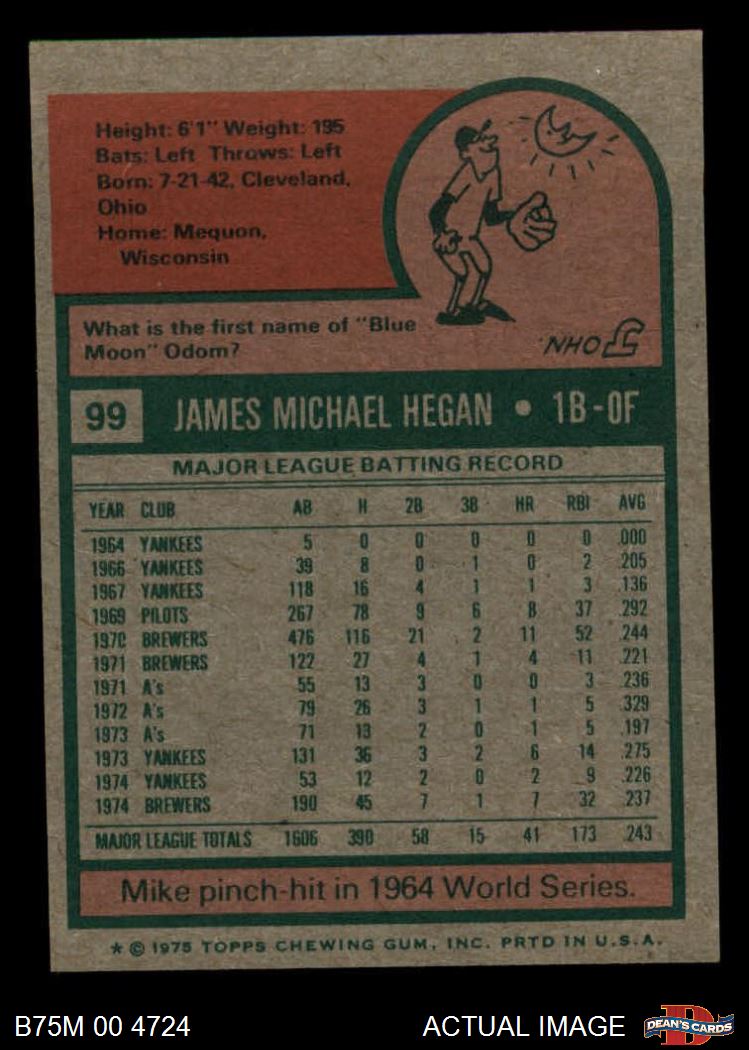 Height: 6'1" Weight: 195
Bats: Left Throws: Left
Born: 7-21-42, Cleveland,
Ohio
Home: Mequon,
Wisconsin
What is the first name of "Blue
Moon" Odom?
JOHN.
99 JAMES MICHAEL HEGAN • 1B-OF
MAJOR LEAGUE BATTING RECORD
YEAR CLUB AB H 2B 3B HR RBI AVG
1964 YANKEES 5 0 0 0 0 0 .000
1966 YANKEES 39 8 0 1 0 2 .205
1967 YANKEES 118 16 4 1 1 3 .136
1969 PILOTS 267 78 9 6 8 37 .292
1970 BREWERS 476 116 21 2 11 52 .244
1971 BREWERS 122 27 4 1 4 11 .221
1971 A's 55 13 3 0 0 3 .236
1972 A's 79 26 3 1 1 5 .329
1973 A's 71 13 2 0 1 5 .197
1973 YANKEES 131 36 3 2 6 14 .275
1974 YANKEES 53 12 2 0 2 9 .226
1974 BREWERS 190 45 7 1 7 32 .237
MAJOR LEAGUE TOTALS 1606 390 58 15 41 173 .243
Mike pinch-hit in 1964 World Series.
* © 1975 TOPPS CHEWING GUM, INC. PRTD IN U.S.A.
B75M 00 4724 ACTUAL IMAGE D DEAN'S CARDS